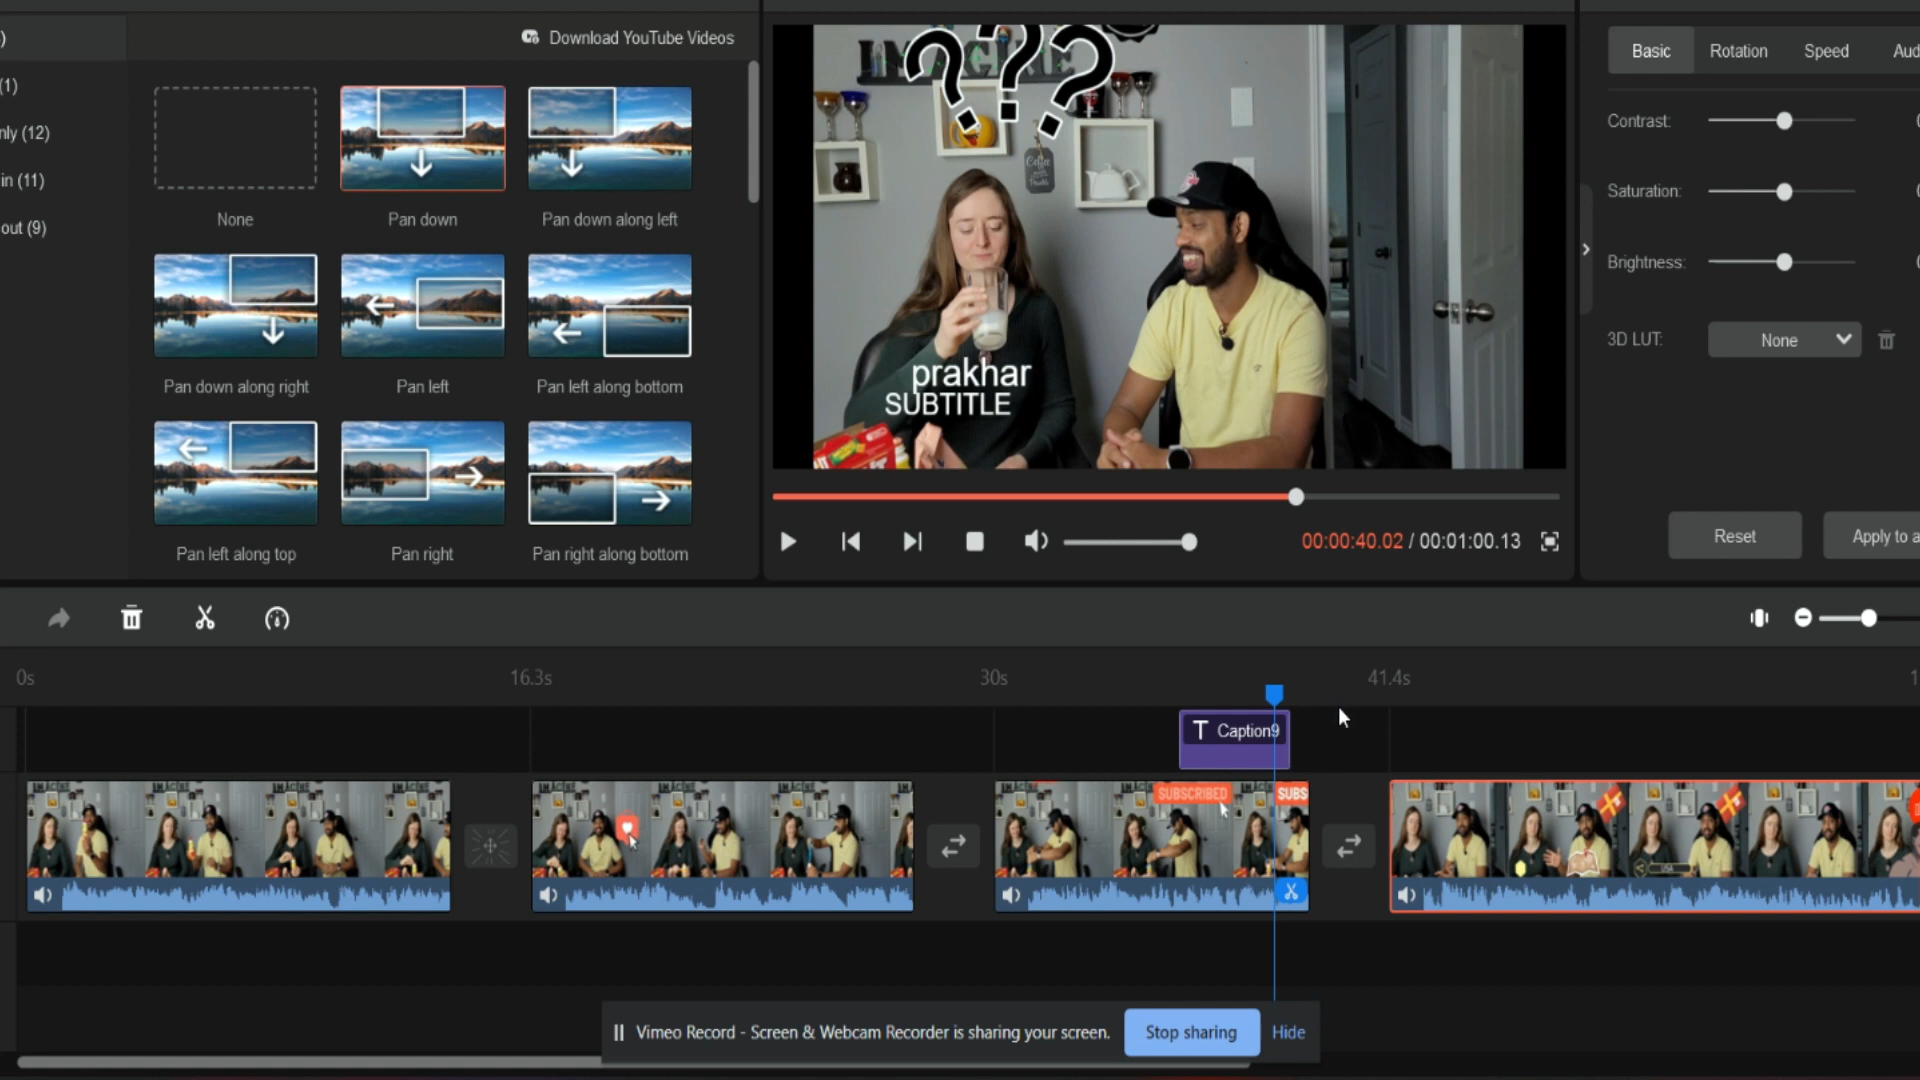 )
(1)
nly (12)
in (11)
out (9)
Download YouTube Videos
None
Pan down
Pan down along left
Pan down along right
Pan left
Pan left along bottom
Pan left along top
Pan right
Pan right along bottom
???
prakhar
SUBTITLE
00:00:40.02 / 00:01:00.13
Basic
Rotation
Speed
Aud
Contrast:
Saturation:
Brightness:
3D LUT:
None
Reset
Apply to a
0s
16.3s
30s
41.4s
1
T Caption9
SUBSCRIBED
SUBS
Vimeo Record - Screen & Webcam Recorder is sharing your screen.
Stop sharing
Hide